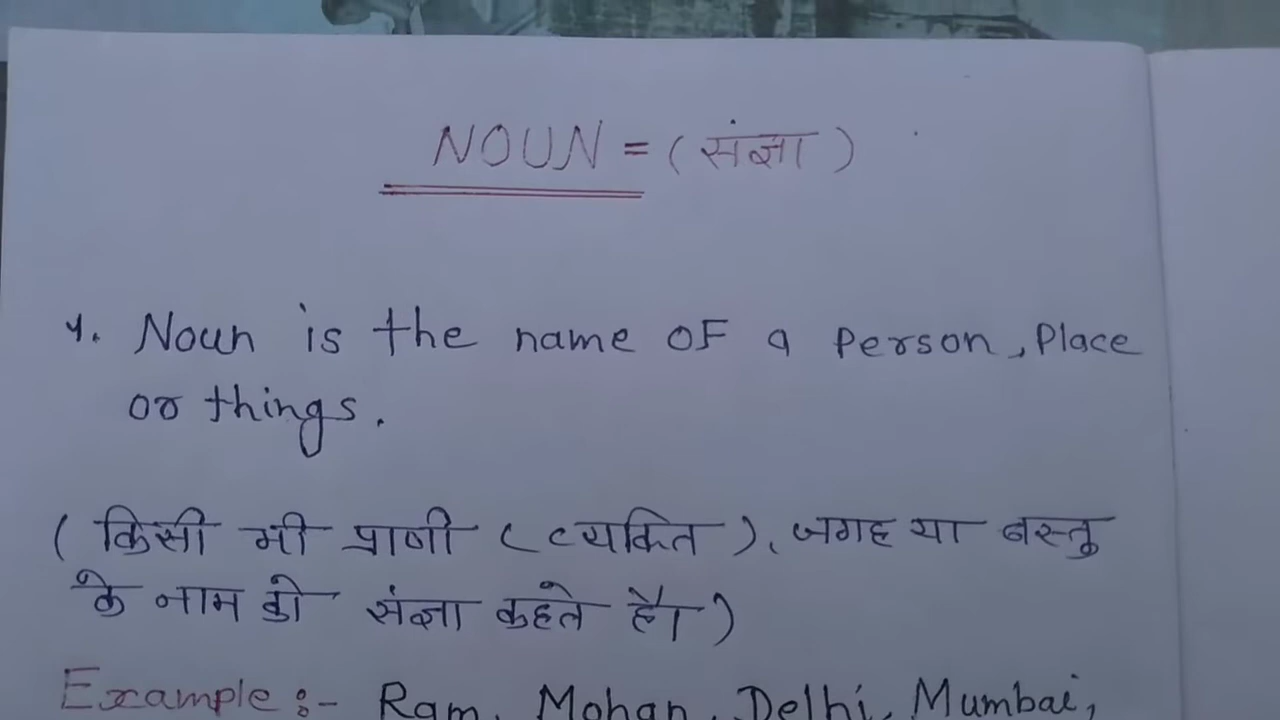 NOUN = (संज्ञा)
1. Noun is the name OF a Person, Place
or things.
( किसी भी प्राणी ( व्यक्ति ), जगह या वस्तु
के नाम को संज्ञा कहते है। )
Example :- Ram, Mohan, Delhi, Mumbai,